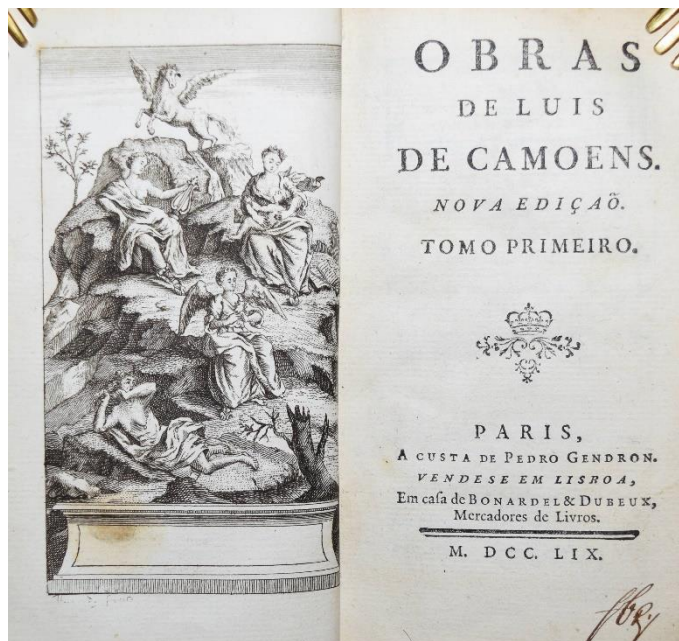 OBRAS
DE LUIS
DE CAMOENS.
NOVA EDIÇAÕ.
TOMO PRIMEIRO.
PARIS,
A CUSTA DE PEDRO GENDRON.
VENDESE EM LISBOA,
Em caſa de BONARDEL & DUBEUX,
Mercadores de Livros.
M. DCC. LIX.